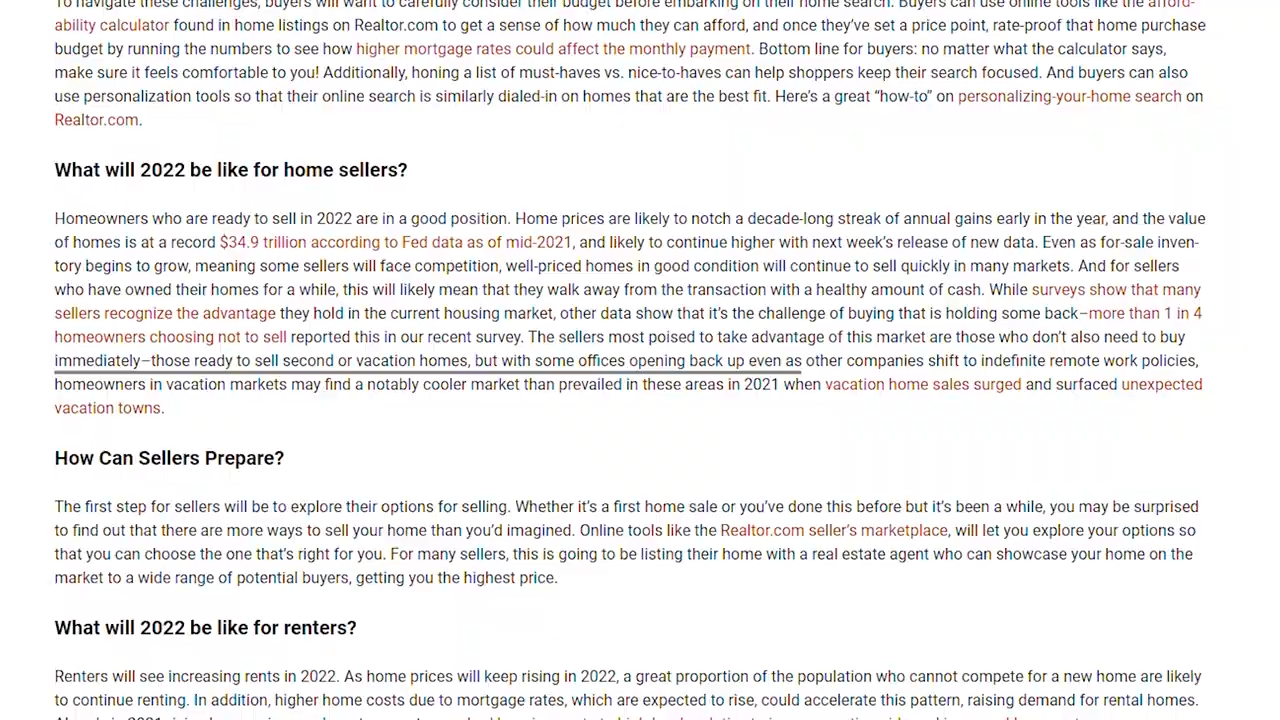 To navigate these challenges, buyers will want to carefully consider their budget before embarking on their home search. Buyers can use online tools like the afford-
ability calculator found in home listings on Realtor.com to get a sense of how much they can afford, and once they’ve set a price point, rate-proof that home purchase
budget by running the numbers to see how higher mortgage rates could affect the monthly payment. Bottom line for buyers: no matter what the calculator says,
make sure it feels comfortable to you! Additionally, honing a list of must-haves vs. nice-to-haves can help shoppers keep their search focused. And buyers can also
use personalization tools so that their online search is similarly dialed-in on homes that are the best fit. Here’s a great “how-to” on personalizing-your-home search on
Realtor.com.
What will 2022 be like for home sellers?
Homeowners who are ready to sell in 2022 are in a good position. Home prices are likely to notch a decade-long streak of annual gains early in the year, and the value
of homes is at a record $34.9 trillion according to Fed data as of mid-2021, and likely to continue higher with next week’s release of new data. Even as for-sale inven-
tory begins to grow, meaning some sellers will face competition, well-priced homes in good condition will continue to sell quickly in many markets. And for sellers
who have owned their homes for a while, this will likely mean that they walk away from the transaction with a healthy amount of cash. While surveys show that many
sellers recognize the advantage they hold in the current housing market, other data show that it’s the challenge of buying that is holding some back–more than 1 in 4
homeowners choosing not to sell reported this in our recent survey. The sellers most poised to take advantage of this market are those who don’t also need to buy
immediately–those ready to sell second or vacation homes, but with some offices opening back up even as other companies shift to indefinite remote work policies,
homeowners in vacation markets may find a notably cooler market than prevailed in these areas in 2021 when vacation home sales surged and surfaced unexpected
vacation towns.
How Can Sellers Prepare?
The first step for sellers will be to explore their options for selling. Whether it’s a first home sale or you’ve done this before but it’s been a while, you may be surprised
to find out that there are more ways to sell your home than you’d imagined. Online tools like the Realtor.com seller’s marketplace, will let you explore your options so
that you can choose the one that’s right for you. For many sellers, this is going to be listing their home with a real estate agent who can showcase your home on the
market to a wide range of potential buyers, getting you the highest price.
What will 2022 be like for renters?
Renters will see increasing rents in 2022. As home prices will keep rising in 2022, a great proportion of the population who cannot compete for a new home are likely
to continue renting. In addition, higher home costs due to mortgage rates, which are expected to rise, could accelerate this pattern, raising demand for rental homes.